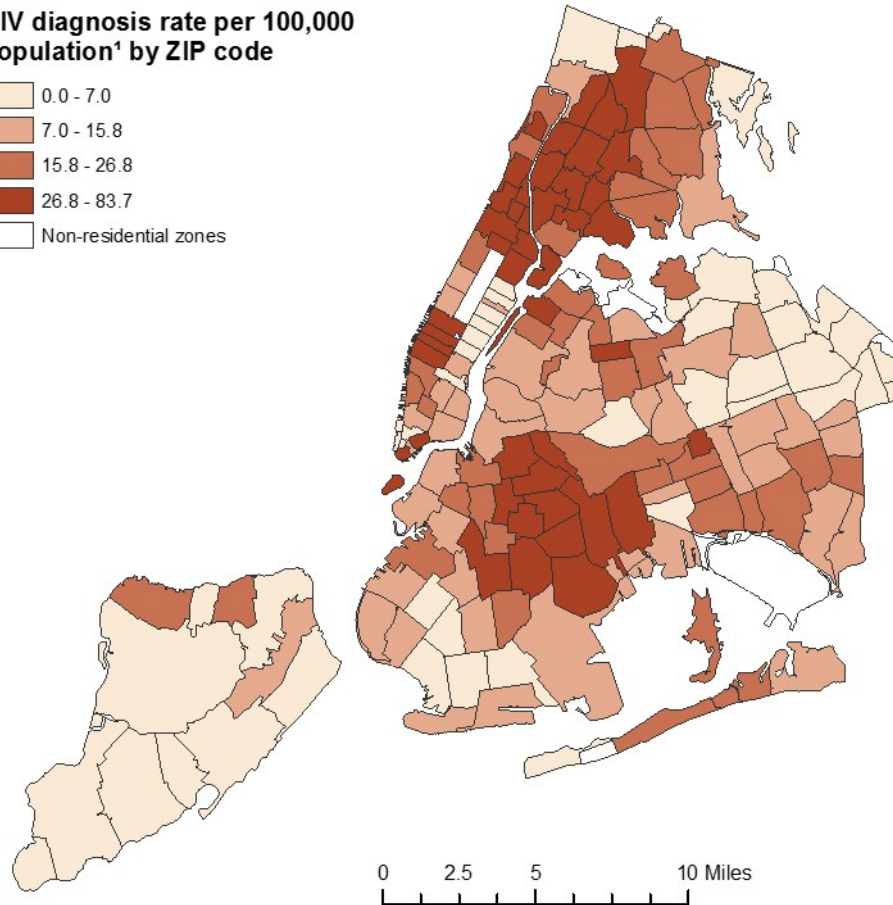 IV diagnosis rate per 100,000
opulation¹ by ZIP code
0.0 - 7.0
7.0 - 15.8
15.8 - 26.8
26.8 - 83.7
Non-residential zones
0 2.5 5 10 Miles